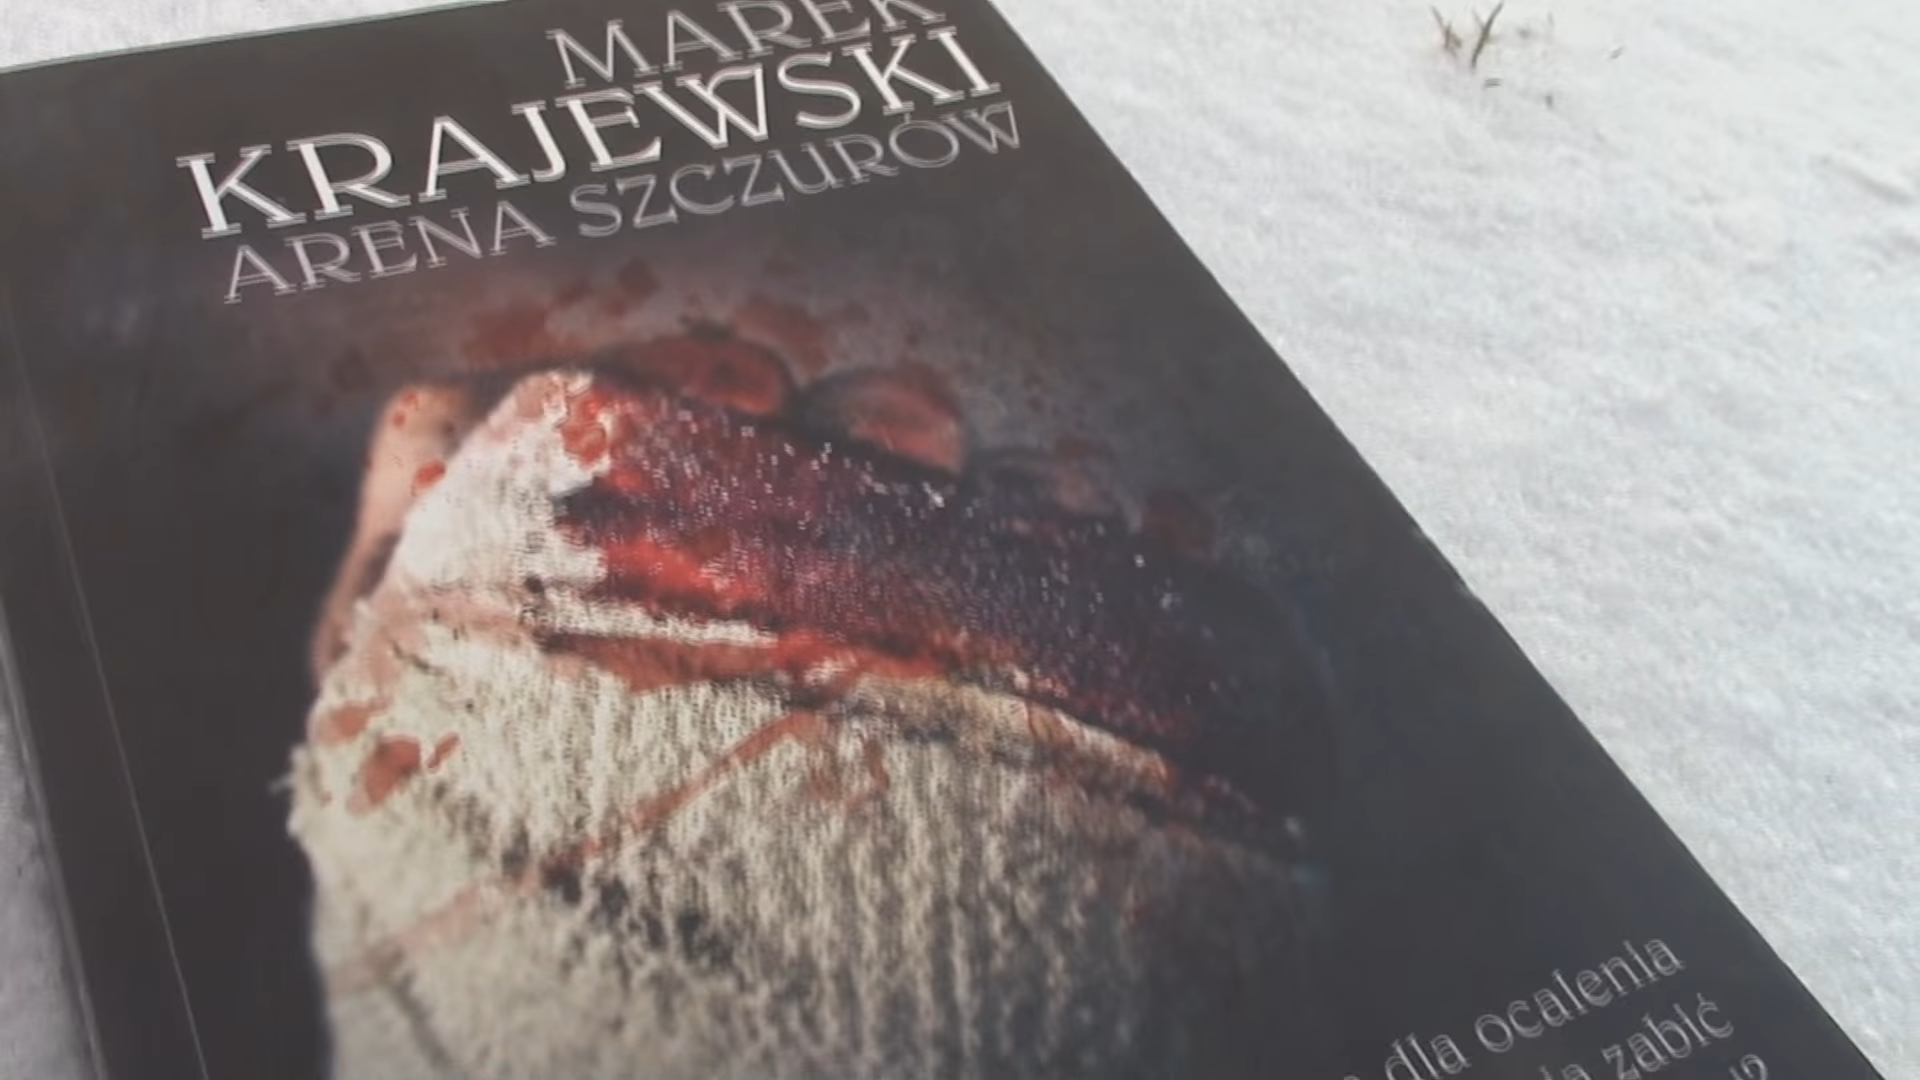 MAREK
KRAJEWSKI
ARENA SZCZURÓW
dla ocalenia
zabić